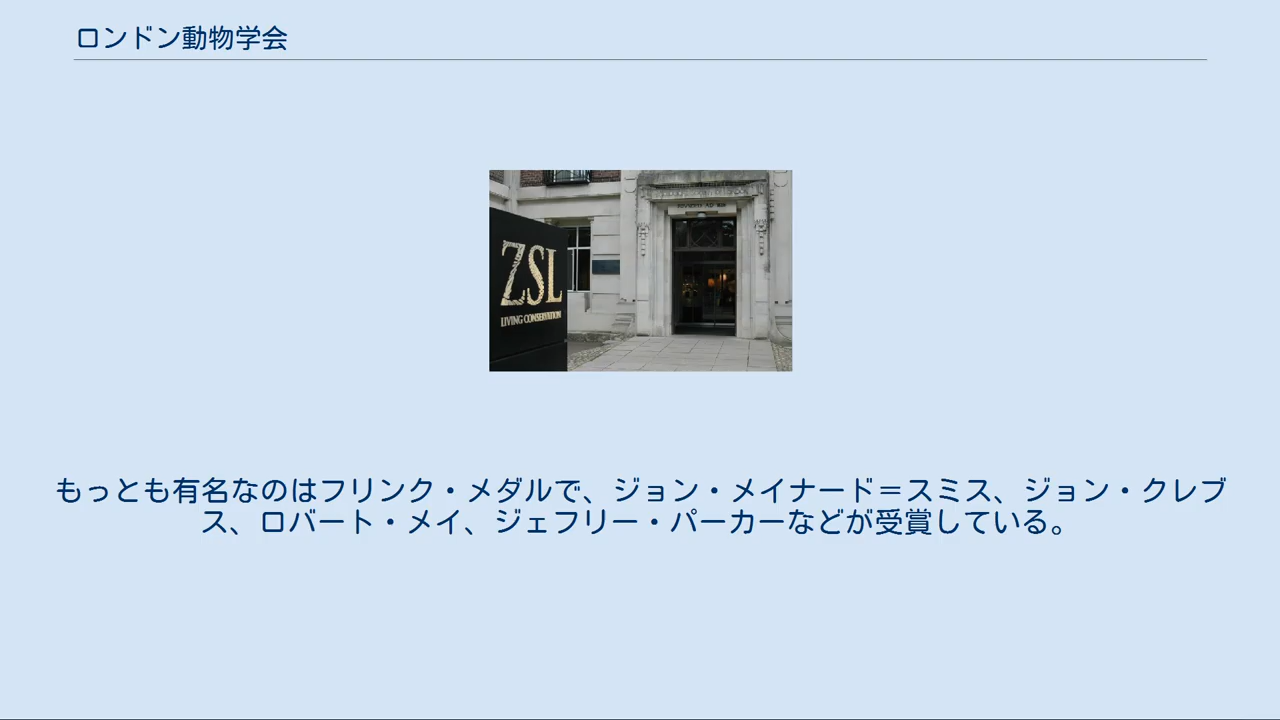 ロンドン動物学会
ZSL
LIVING CONSERVATION
もっとも有名なのはフリンク・メダルで、ジョン・メイナード＝スミス、ジョン・クレブ
ス、ロバート・メイ、ジェフリー・パーカーなどが受賞している。